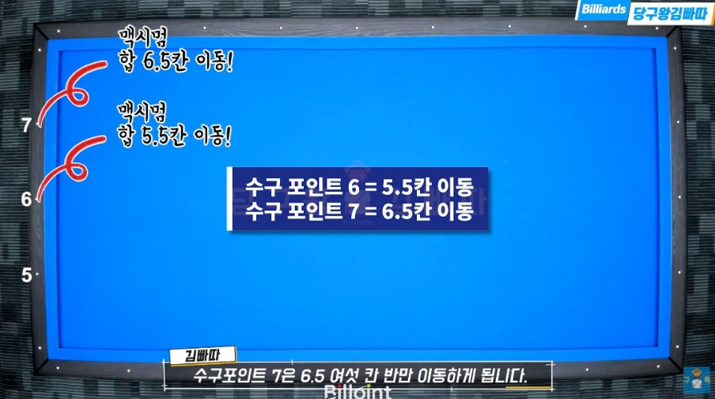 Billiards 당구왕김빠따
맥시멈
합 6.5칸 이동!
7
맥시멈
합 5.5칸 이동!
6
수구 포인트 6 = 5.5칸 이동
수구 포인트 7 = 6.5칸 이동
5
김빠따
수구포인트 7은 6.5 여섯 칸 반만 이동하게 됩니다.
Billoint